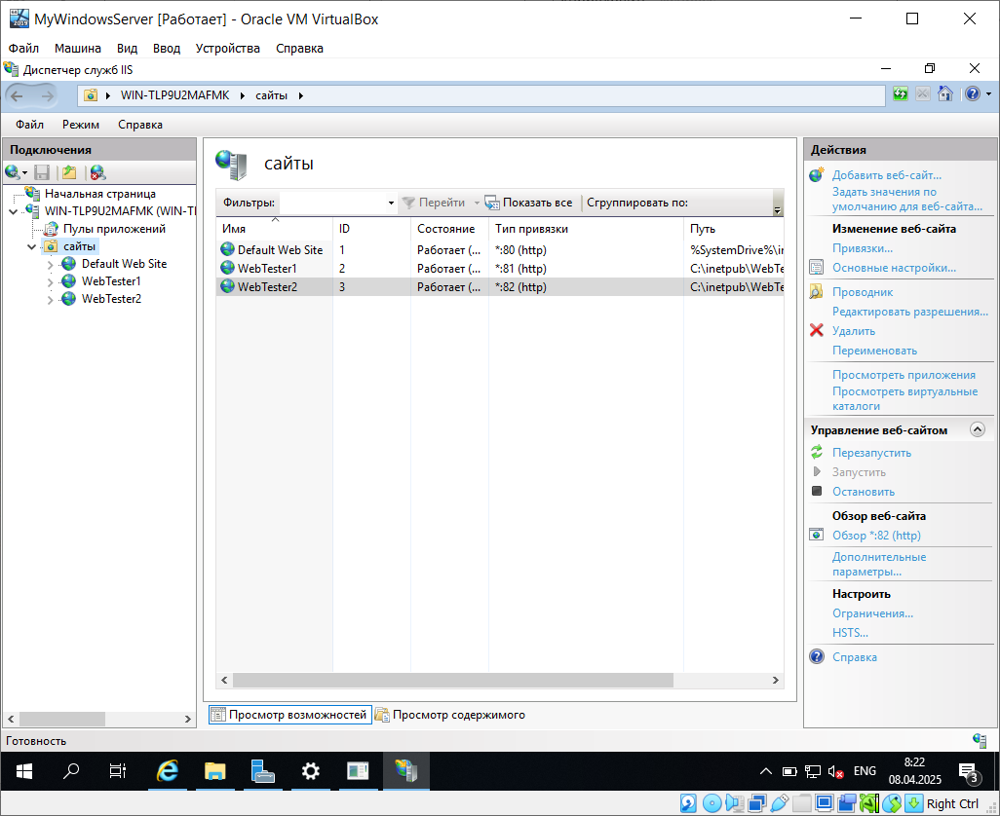 MyWindowsServer [Работает] - Oracle VM VirtualBox
Файл Машина Вид Ввод Устройства Справка
Диспетчер служб IIS
WIN-TLP9U2MAFMK сайты
Файл Режим Справка
Подключения
Начальная страница
WIN-TLP9U2MAFMK (WIN-TI
Пулы приложений
сайты
Default Web Site
WebTester1
WebTester2
сайты
Фильтры: Перейти Показать все Сгруппировать по:
Имя ID Состояние Тип привязки Путь
Default Web Site 1 Работает (... *:80 (http) %SystemDrive%\ir
WebTester1 2 Работает (... *:81 (http) C:\inetpub\WebTe
WebTester2 3 Работает (... *:82 (http) C:\inetpub\WebTe
Просмотр возможностей Просмотр содержимого
Действия
Добавить веб-сайт...
Задать значения по
умолчанию для веб-сайта...
Изменение веб-сайта
Привязки...
Основные настройки...
Проводник
Редактировать разрешения...
Удалить
Переименовать
Просмотреть приложения
Просмотреть виртуальные
каталоги
Управление веб-сайтом
Перезапустить
Запустить
Остановить
Обзор веб-сайта
Обзор *:82 (http)
Дополнительные
параметры...
Настроить
Ограничения...
HSTS...
Справка
Готовность
ENG
8:22
08.04.2025
3
Right Ctrl